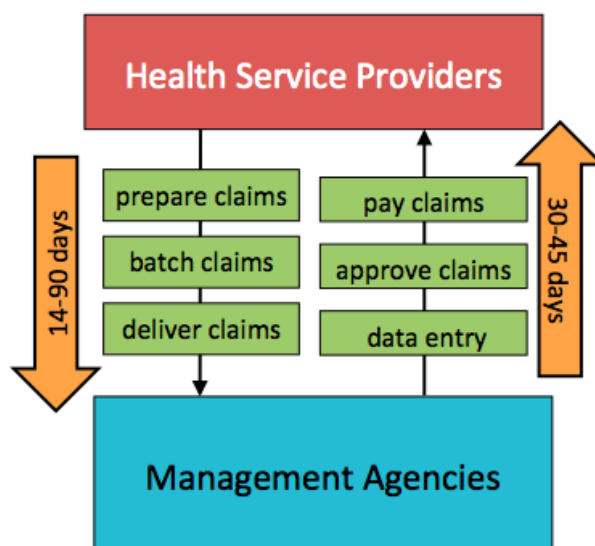 Health Service Providers
14-90 days
prepare claims
batch claims
deliver claims
pay claims
approve claims
data entry
30-45 days
Management Agencies